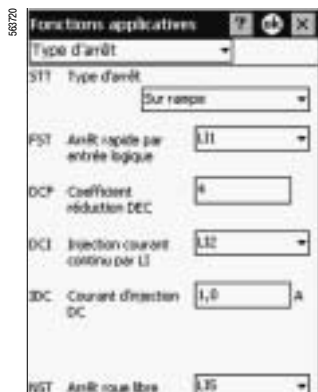 563720
Fonctions applicatives ? ok X
Type d'arrêt
STT Type d'arrêt
Sur rampe
FST Arrêt rapide par entrée logique LI1
DCF Coefficient réduction DEC 4
DCI Injection courant continu par LI LI2
IDC Courant d'injection DC 1,0 A
NST Arrêt roue libre LI5